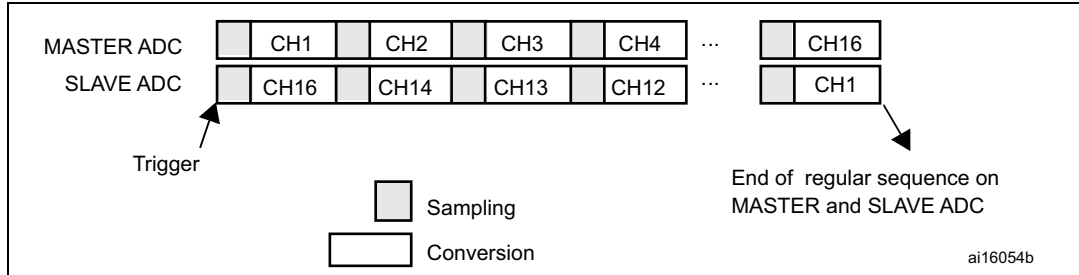 MASTER ADC CH1 CH2 CH3 CH4 ... CH16
SLAVE ADC CH16 CH14 CH13 CH12 ... CH1
Trigger
End of regular sequence on
MASTER and SLAVE ADC
Sampling
Conversion
ai16054b